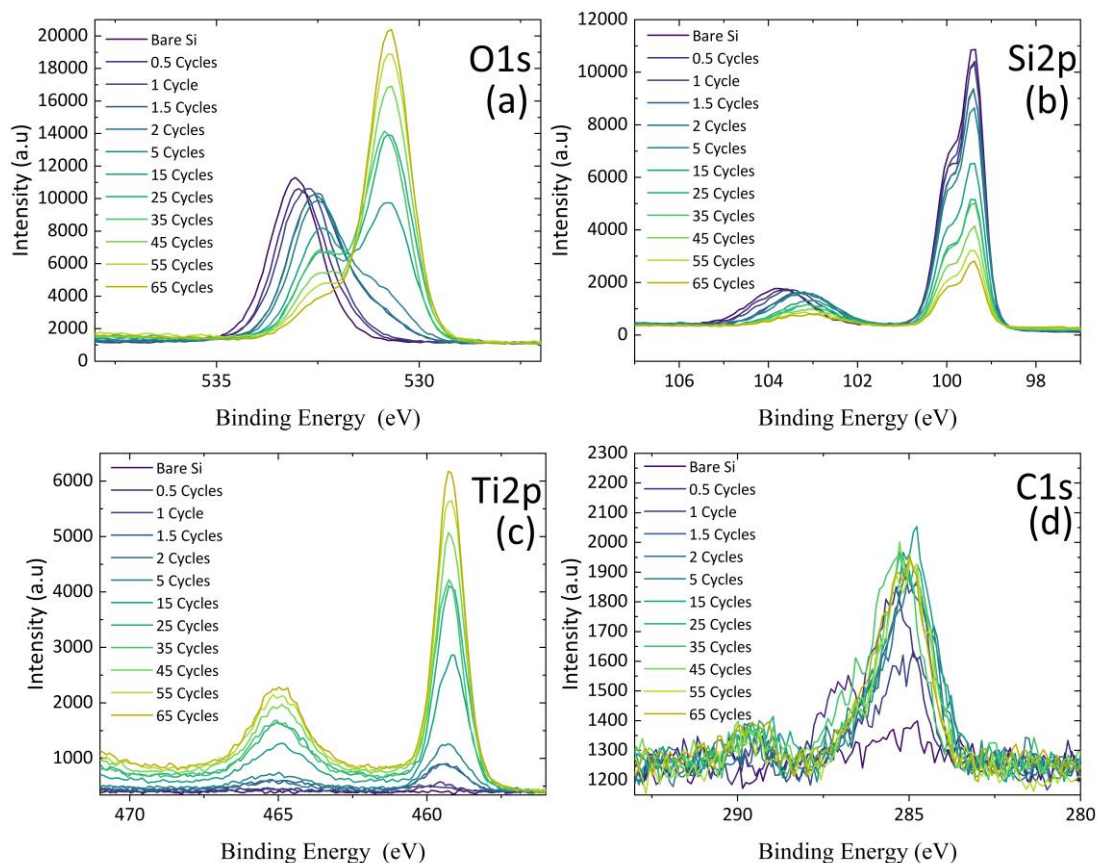 O1s
(a)
Bare Si
0.5 Cycles
1 Cycle
1.5 Cycles
2 Cycles
5 Cycles
15 Cycles
25 Cycles
35 Cycles
45 Cycles
55 Cycles
65 Cycles
Intensity (a.u)
20000
18000
16000
14000
12000
10000
8000
6000
4000
2000
0
535
530
Binding Energy (eV)
Si2p
(b)
Bare Si
0.5 Cycles
1 Cycle
1.5 Cycles
2 Cycles
5 Cycles
15 Cycles
25 Cycles
35 Cycles
45 Cycles
55 Cycles
65 Cycles
Intensity (a.u)
12000
10000
8000
6000
4000
2000
0
106
104
102
100
98
Binding Energy (eV)
Ti2p
(c)
Bare Si
0.5 Cycles
1 Cycle
1.5 Cycles
2 Cycles
5 Cycles
15 Cycles
25 Cycles
35 Cycles
45 Cycles
55 Cycles
65 Cycles
Intensity (a.u)
6000
5000
4000
3000
2000
1000
470
465
460
Binding Energy (eV)
C1s
(d)
Bare Si
0.5 Cycles
1 Cycle
1.5 Cycles
2 Cycles
5 Cycles
15 Cycles
25 Cycles
35 Cycles
45 Cycles
55 Cycles
65 Cycles
Intensity (a.u)
2300
2200
2100
2000
1900
1800
1700
1600
1500
1400
1300
1200
290
285
280
Binding Energy (eV)